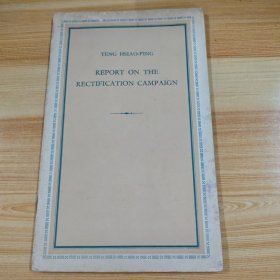 TENG HSIAO-PING
REPORT ON THE
RECTIFICATION CAMPAIGN